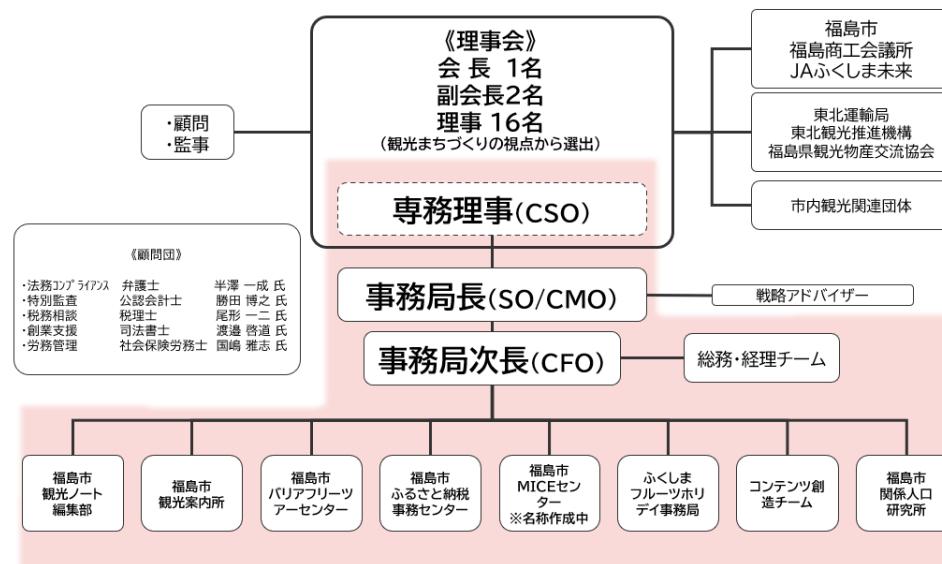 《理事会》
会 長 1名
副会長2名
理事 16名
(観光まちづくりの視点から選出)
福島市
福島商工会議所
JAふくしま未来
・顧問
・監事
東北運輸局
東北観光推進機構
福島県観光物産交流協会
専務理事(CSO)
市内観光関連団体
《顧問団》
・法務コンプライアンス 弁護士 半澤 一成 氏
・特別監査 公認会計士 勝田 博之 氏
・税務相談 税理士 尾形 一二 氏
・創業支援 司法書士 渡邉 啓道 氏
・労務管理 社会保険労務士 国嶋 雅志 氏
事務局長(SO/CMO)
戦略アドバイザー
事務局次長(CFO)
総務・経理チーム
福島市
観光ノート
編集部
福島市
観光案内所
福島市
バリアフリーツ
アーセンター
福島市
ふるさと納税
事務センター
福島市
MICEセン
ター
※名称作成中
ふくしま
フルーツホリ
デイ事務局
コンテンツ創
造チーム
福島市
関係人口
研究所